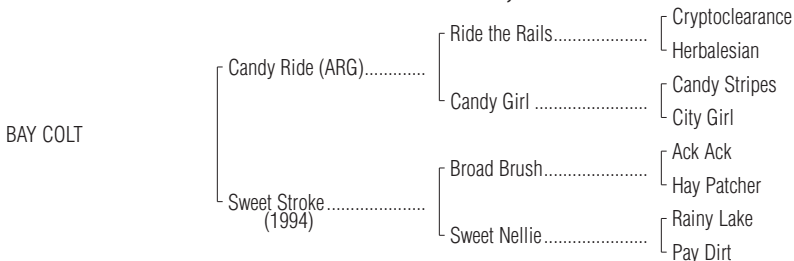 Cryptoclearance
Ride the Rails....................
Herbalesian
Candy Ride (ARG).............
Candy Stripes
Candy Girl ........................
City Girl
BAY COLT
Ack Ack
Broad Brush......................
Hay Patcher
Sweet Stroke.....................
(1994)
Rainy Lake
Sweet Nellie......................
Pay Dirt